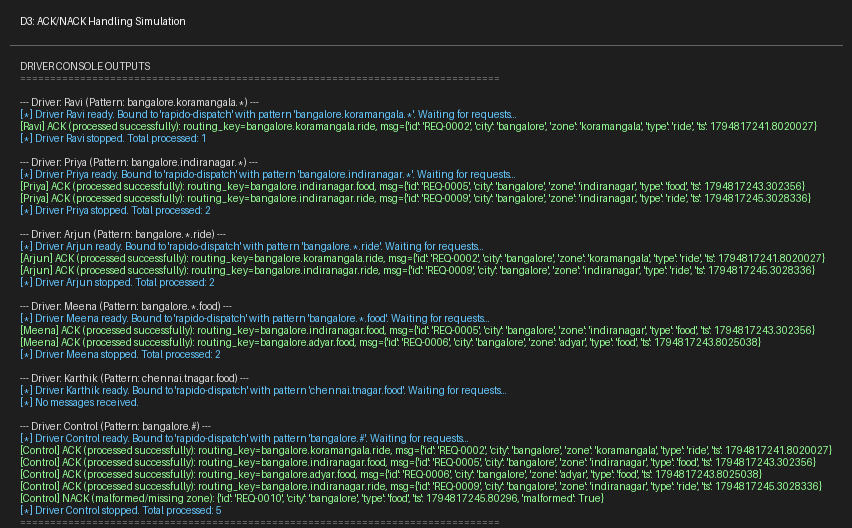 D3: ACK/NACK Handling Simulation
DRIVER CONSOLE OUTPUTS
================================================================================
--- Driver: Ravi (Pattern: bangalore.koramangala.*) ---
[*] Driver Ravi ready. Bound to 'rapido-dispatch' with pattern 'bangalore.koramangala.*'. Waiting for requests...
[Ravi] ACK (processed successfully): routing_key=bangalore.koramangala.ride, msg={'id': 'REQ-0002', 'city': 'bangalore', 'zone': 'koramangala', 'type': 'ride', 'ts': 1794817241.8020027}
[*] Driver Ravi stopped. Total processed: 1
--- Driver: Priya (Pattern: bangalore.indiranagar.*) ---
[*] Driver Priya ready. Bound to 'rapido-dispatch' with pattern 'bangalore.indiranagar.*'. Waiting for requests...
[Priya] ACK (processed successfully): routing_key=bangalore.indiranagar.food, msg={'id': 'REQ-0005', 'city': 'bangalore', 'zone': 'indiranagar', 'type': 'food', 'ts': 1794817243.302356}
[Priya] ACK (processed successfully): routing_key=bangalore.indiranagar.ride, msg={'id': 'REQ-0009', 'city': 'bangalore', 'zone': 'indiranagar', 'type': 'ride', 'ts': 1794817245.3028336}
[*] Driver Priya stopped. Total processed: 2
--- Driver: Arjun (Pattern: bangalore.*.ride) ---
[*] Driver Arjun ready. Bound to 'rapido-dispatch' with pattern 'bangalore.*.ride'. Waiting for requests...
[Arjun] ACK (processed successfully): routing_key=bangalore.koramangala.ride, msg={'id': 'REQ-0002', 'city': 'bangalore', 'zone': 'koramangala', 'type': 'ride', 'ts': 1794817241.8020027}
[Arjun] ACK (processed successfully): routing_key=bangalore.indiranagar.ride, msg={'id': 'REQ-0009', 'city': 'bangalore', 'zone': 'indiranagar', 'type': 'ride', 'ts': 1794817245.3028336}
[*] Driver Arjun stopped. Total processed: 2
--- Driver: Meena (Pattern: bangalore.*.food) ---
[*] Driver Meena ready. Bound to 'rapido-dispatch' with pattern 'bangalore.*.food'. Waiting for requests...
[Meena] ACK (processed successfully): routing_key=bangalore.indiranagar.food, msg={'id': 'REQ-0005', 'city': 'bangalore', 'zone': 'indiranagar', 'type': 'food', 'ts': 1794817243.302356}
[Meena] ACK (processed successfully): routing_key=bangalore.adyar.food, msg={'id': 'REQ-0006', 'city': 'bangalore', 'zone': 'adyar', 'type': 'food', 'ts': 1794817243.8025038}
[*] Driver Meena stopped. Total processed: 2
--- Driver: Karthik (Pattern: chennai.tnagar.food) ---
[*] Driver Karthik ready. Bound to 'rapido-dispatch' with pattern 'chennai.tnagar.food'. Waiting for requests...
[*] No messages received.
--- Driver: Control (Pattern: bangalore.#) ---
[*] Driver Control ready. Bound to 'rapido-dispatch' with pattern 'bangalore.#'. Waiting for requests...
[Control] ACK (processed successfully): routing_key=bangalore.koramangala.ride, msg={'id': 'REQ-0002', 'city': 'bangalore', 'zone': 'koramangala', 'type': 'ride', 'ts': 1794817241.8020027}
[Control] ACK (processed successfully): routing_key=bangalore.indiranagar.food, msg={'id': 'REQ-0005', 'city': 'bangalore', 'zone': 'indiranagar', 'type': 'food', 'ts': 1794817243.302356}
[Control] ACK (processed successfully): routing_key=bangalore.adyar.food, msg={'id': 'REQ-0006', 'city': 'bangalore', 'zone': 'adyar', 'type': 'food', 'ts': 1794817243.8025038}
[Control] ACK (processed successfully): routing_key=bangalore.indiranagar.ride, msg={'id': 'REQ-0009', 'city': 'bangalore', 'zone': 'indiranagar', 'type': 'ride', 'ts': 1794817245.3028336}
[Control] NACK (malformed/missing zone): {'id': 'REQ-0010', 'city': 'bangalore', 'type': 'food', 'ts': 1794817245.80296, 'malformed': True}
[*] Driver Control stopped. Total processed: 5
================================================================================